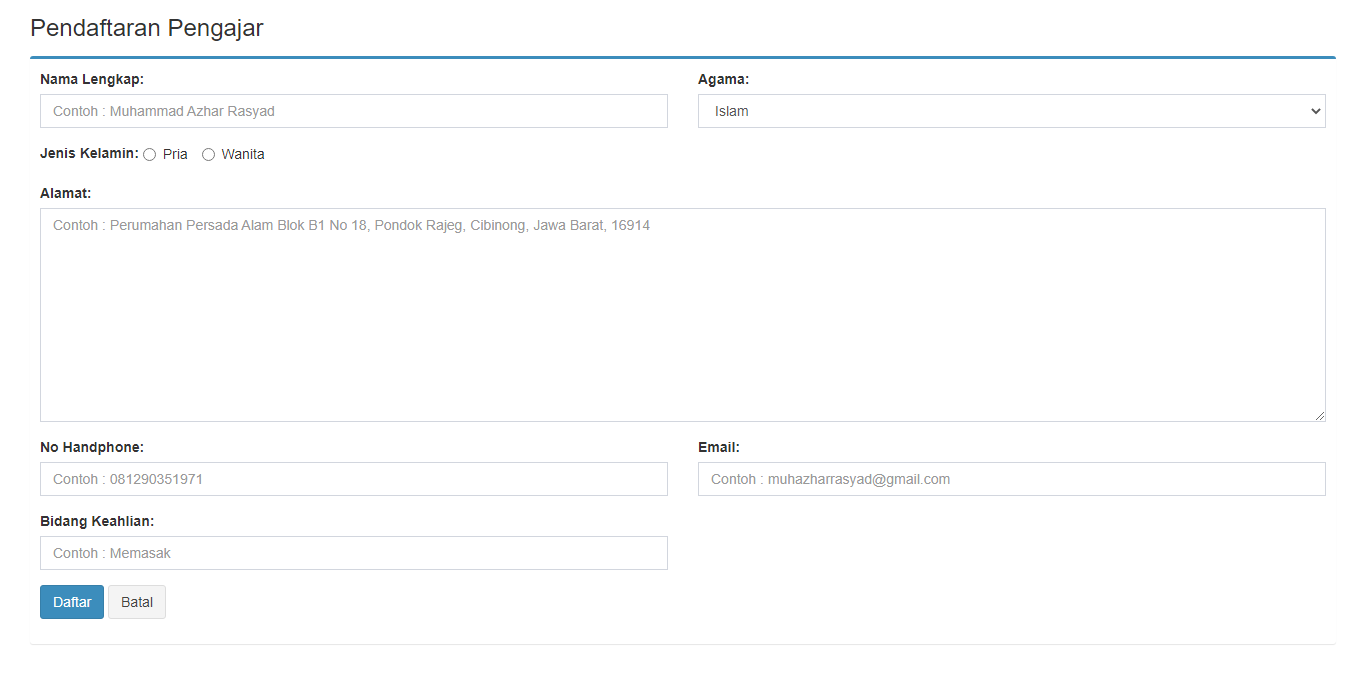 Pendaftaran Pengajar
Nama Lengkap:
Contoh : Muhammad Azhar Rasyad
Agama:
Islam
Jenis Kelamin: Pria Wanita
Alamat:
Contoh : Perumahan Persada Alam Blok B1 No 18, Pondok Rajeg, Cibinong, Jawa Barat, 16914
No Handphone:
Contoh : 081290351971
Email:
Contoh : muhazharrasyad@gmail.com
Bidang Keahlian:
Contoh : Memasak
Daftar Batal